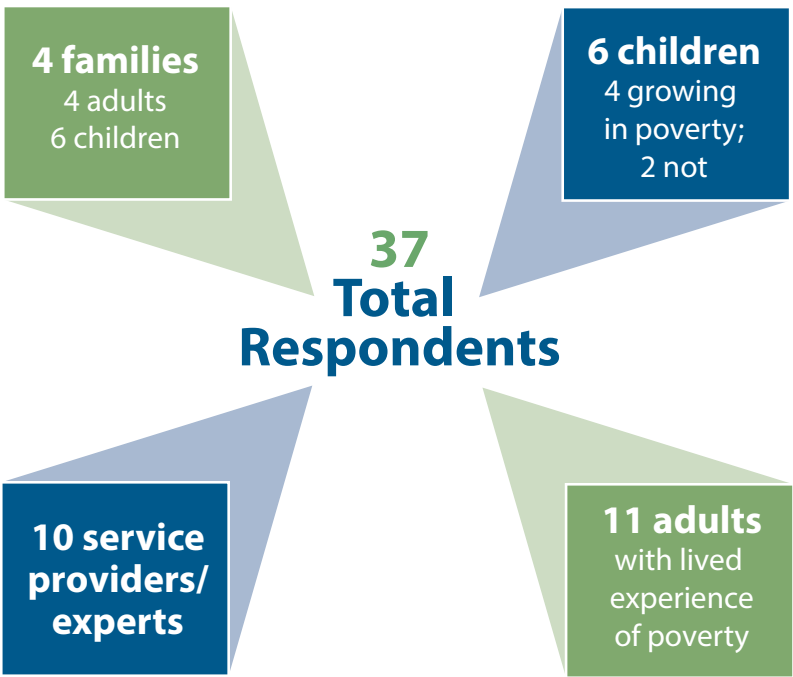 4 families
4 adults
6 children
6 children
4 growing
in poverty;
2 not
37
Total
Respondents
10 service
providers/
experts
11 adults
with lived
experience
of poverty